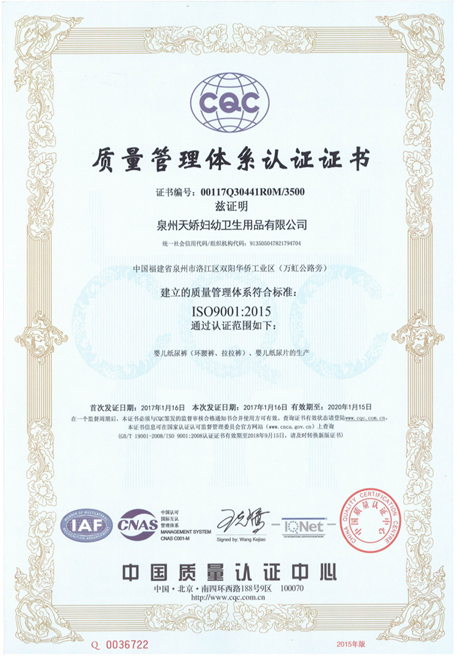 CQC
质量管理体系认证证书
证书编号：00117Q30441R0M/3500
兹证明
泉州天娇妇幼卫生用品有限公司
统一社会信用代码/组织机构代码：913505047821794704
中国福建省泉州市洛江区双阳华侨工业区（万虹公路旁）
建立的质量管理体系符合标准：
ISO9001:2015
通过认证范围如下：
婴儿纸尿裤（环腰裤、拉拉裤）、婴儿纸尿片的生产
首次发证日期：2017年1月16日 本次发证日期：2017年1月16日 有效期至：2020年1月15日
在一个监督周期后，本证书必须与CQC签发的监督审核合格通知书合并使用方可有效。查询证书有效状态请登陆www.cqc.com.cn。
本证书信息可在国家认证认可监督管理委员会官方网站（www.cnca.gov.cn）上查询
(GB/T 19001-2008/ISO 9001:2008认证证书有效期至2018年9月15日，请及时转换新版证书)
IAF
CNAS
中国认可
国际互认
管理体系
MANAGEMENT SYSTEM
CNAS C001-M
Signed by: Wang Kejiao
IQNet
CHINA QUALITY CERTIFICATION CENTRE
中国质量认证中心
中国质量认证中心
中国·北京·南四环西路188号9区 100070
http://www.cqc.com.cn
Q 0036722
2015年版